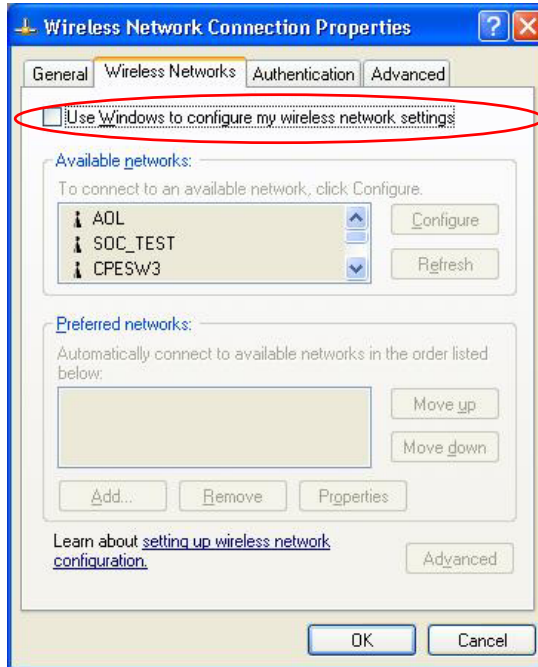 Wireless Network Connection Properties
General Wireless Networks Authentication Advanced
Use Windows to configure my wireless network settings
Available networks:
To connect to an available network, click Configure.
AOL
SOC_TEST
CPESW3
Configure
Refresh
Preferred networks:
Automatically connect to available networks in the order listed
below:
Move up
Move down
Add... Remove Properties
Learn about setting up wireless network
configuration.
Advanced
OK Cancel